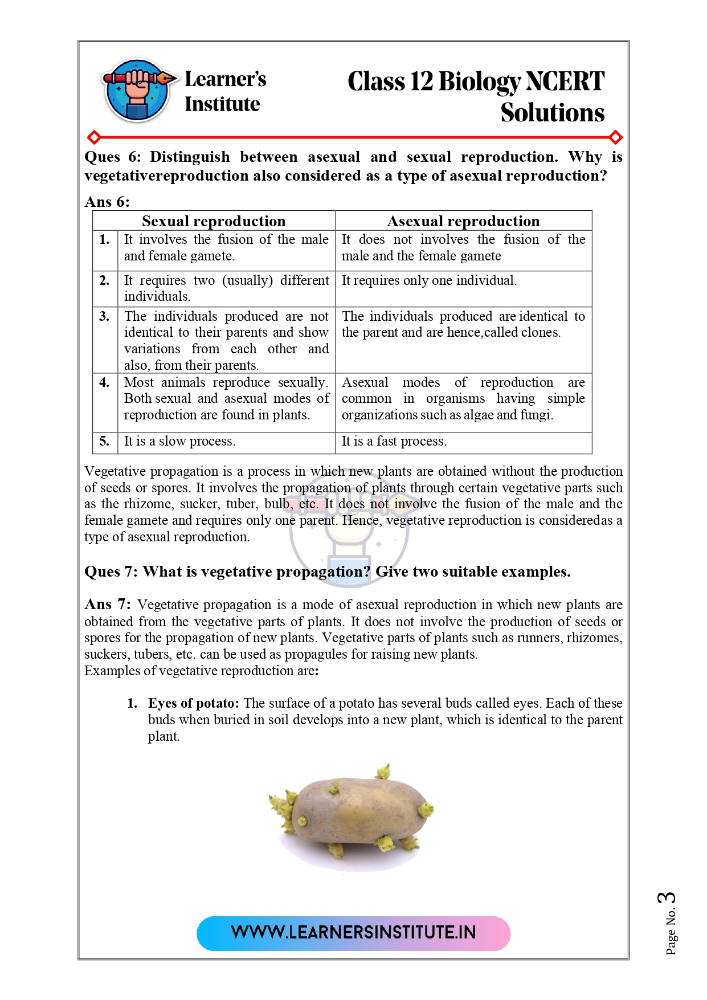 Learner's
Institute
Class 12 Biology NCERT
Solutions
Ques 6: Distinguish between asexual and sexual reproduction. Why is
vegetativereproduction also considered as a type of asexual reproduction?
Ans 6:
Sexual reproduction Asexual reproduction
1. It involves the fusion of the male It does not involves the fusion of the
and female gamete. male and the female gamete
2. It requires two (usually) different It requires only one individual.
individuals.
3. The individuals produced are not The individuals produced are identical to
identical to their parents and show the parent and are hence,called clones.
variations from each other and
also, from their parents.
4. Most animals reproduce sexually. Asexual modes of reproduction are
Both sexual and asexual modes of common in organisms having simple
reproduction are found in plants. organizations such as algae and fungi.
5. It is a slow process. It is a fast process.
Vegetative propagation is a process in which new plants are obtained without the production
of seeds or spores. It involves the propagation of plants through certain vegetative parts such
as the rhizome, sucker, tuber, bulb, etc. It does not involve the fusion of the male and the
female gamete and requires only one parent. Hence, vegetative reproduction is consideredas a
type of asexual reproduction.
Ques 7: What is vegetative propagation? Give two suitable examples.
Ans 7: Vegetative propagation is a mode of asexual reproduction in which new plants are
obtained from the vegetative parts of plants. It does not involve the production of seeds or
spores for the propagation of new plants. Vegetative parts of plants such as runners, rhizomes,
suckers, tubers, etc. can be used as propagules for raising new plants.
Examples of vegetative reproduction are:
1. Eyes of potato: The surface of a potato has several buds called eyes. Each of these
buds when buried in soil develops into a new plant, which is identical to the parent
plant.
WWW.LEARNERSINSTITUTE.IN
Page No. 3